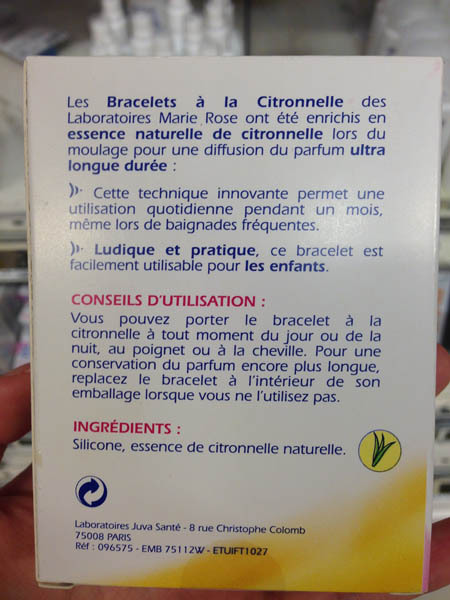 Les Bracelets à la Citronnelle des
Laboratoires Marie Rose ont été enrichis en
essence naturelle de citronnelle lors du
moulage pour une diffusion du parfum ultra
longue durée :
Cette technique innovante permet une
utilisation quotidienne pendant un mois,
même lors de baignades fréquentes.
Ludique et pratique, ce bracelet est
facilement utilisable pour les enfants.
CONSEILS D'UTILISATION :
Vous pouvez porter le bracelet à la
citronnelle à tout moment du jour ou de la
nuit, au poignet ou à la cheville. Pour une
conservation du parfum encore plus longue,
replacez le bracelet à l'intérieur de son
emballage lorsque vous ne l'utilisez pas.
INGRÉDIENTS :
Silicone, essence de citronnelle naturelle.
Laboratoires Juva Santé - 8 rue Christophe Colomb
75008 PARIS
Réf : 096575 - EMB 75112W - ETUIFT1027